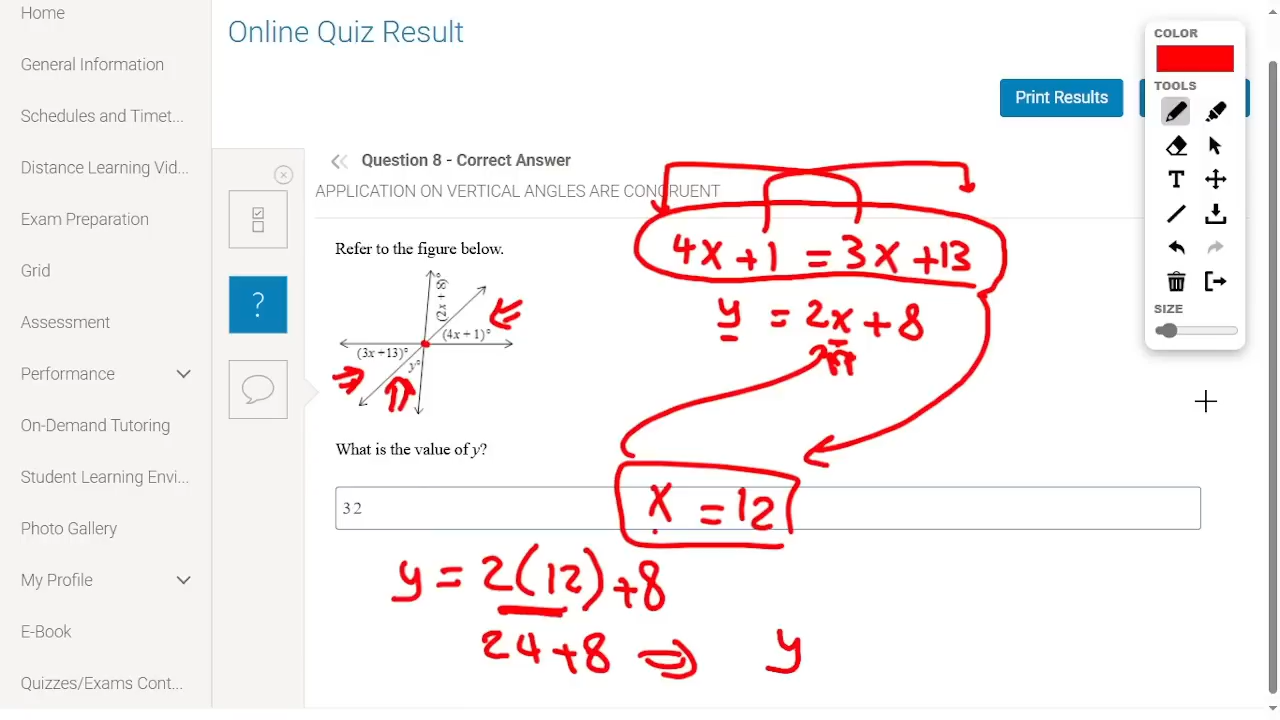 Home
General Information
Schedules and Timet...
Distance Learning Vid...
Exam Preparation
Grid
Assessment
Performance
On-Demand Tutoring
Student Learning Envi...
Photo Gallery
My Profile
E-Book
Quizzes/Exams Cont...
Online Quiz Result
Print Results
Question 8 - Correct Answer
APPLICATION ON VERTICAL ANGLES ARE CONGRUENT
Refer to the figure below.
(2x + 8)°
(4x + 1)°
(3x +13)°
y°
4x + 1 = 3x + 13
y = 2x + 8
What is the value of y?
32
x = 12
y = 2(12) + 8
24 + 8 ⇒ y
COLOR
TOOLS
T
SIZE
?